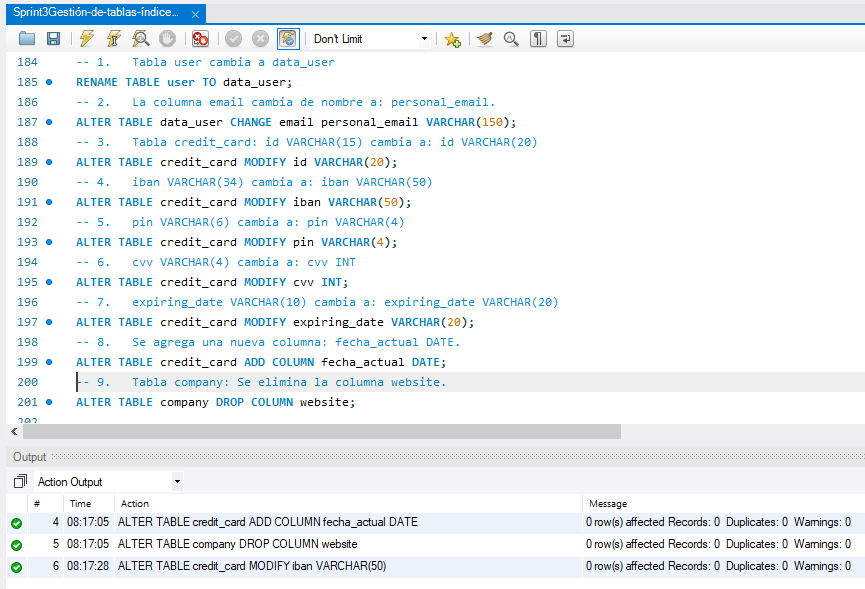 Sprint3Gestión-de-tablas-índice...
Don't Limit
184 -- 1. Tabla user cambia a data_user
185 RENAME TABLE user TO data_user;
186 -- 2. La columna email cambia de nombre a: personal_email.
187 ALTER TABLE data_user CHANGE email personal_email VARCHAR(150);
188 -- 3. Tabla credit_card: id VARCHAR(15) cambia a: id VARCHAR(20)
189 ALTER TABLE credit_card MODIFY id VARCHAR(20);
190 -- 4. iban VARCHAR(34) cambia a: iban VARCHAR(50)
191 ALTER TABLE credit_card MODIFY iban VARCHAR(50);
192 -- 5. pin VARCHAR(6) cambia a: pin VARCHAR(4)
193 ALTER TABLE credit_card MODIFY pin VARCHAR(4);
194 -- 6. cvv VARCHAR(4) cambia a: cvv INT
195 ALTER TABLE credit_card MODIFY cvv INT;
196 -- 7. expiring_date VARCHAR(10) cambia a: expiring_date VARCHAR(20)
197 ALTER TABLE credit_card MODIFY expiring_date VARCHAR(20);
198 -- 8. Se agrega una nueva columna: fecha_actual DATE.
199 ALTER TABLE credit_card ADD COLUMN fecha_actual DATE;
200 -- 9. Tabla company: Se elimina la columna website.
201 ALTER TABLE company DROP COLUMN website;
202
Output
Action Output
# Time Action Message
4 08:17:05 ALTER TABLE credit_card ADD COLUMN fecha_actual DATE 0 row(s) affected Records: 0 Duplicates: 0 Warnings: 0
5 08:17:05 ALTER TABLE company DROP COLUMN website 0 row(s) affected Records: 0 Duplicates: 0 Warnings: 0
6 08:17:28 ALTER TABLE credit_card MODIFY iban VARCHAR(50) 0 row(s) affected Records: 0 Duplicates: 0 Warnings: 0